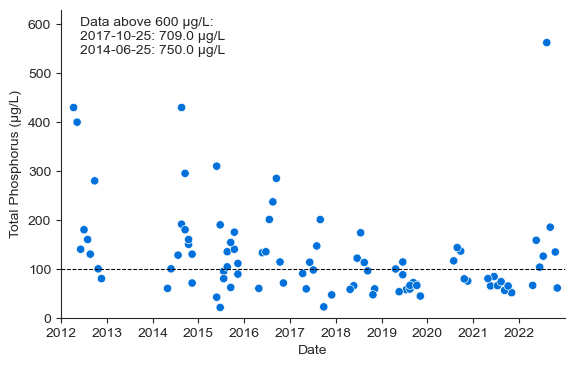 Data above 600 µg/L:
2017-10-25: 709.0 µg/L
2014-06-25: 750.0 µg/L
600
500
400
300
200
100
0
Total Phosphorus (µg/L)
2012 2013 2014 2015 2016 2017 2018 2019 2020 2021 2022
Date